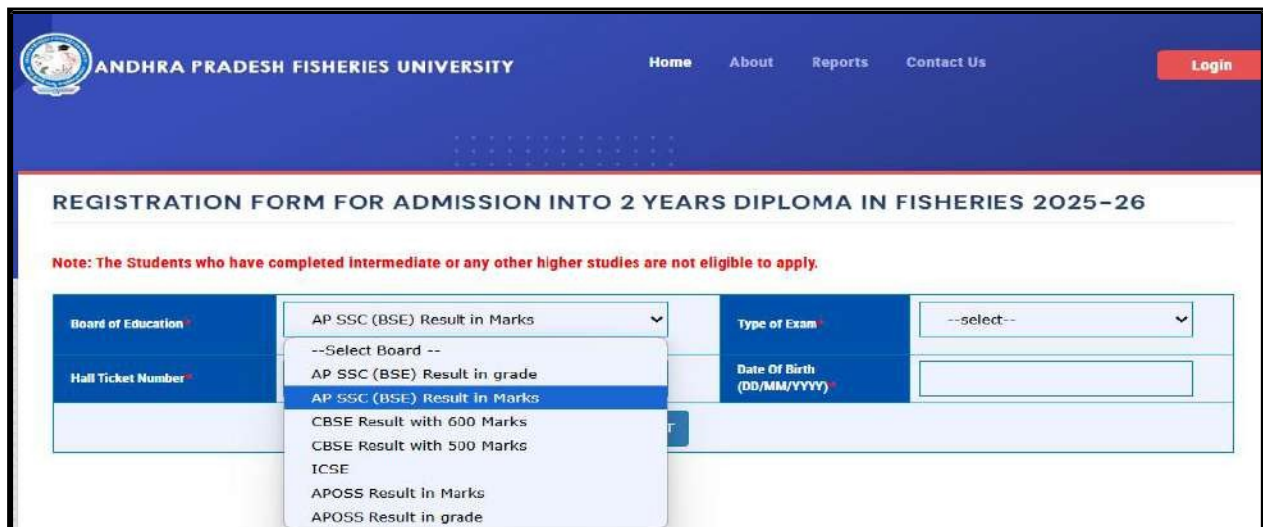 ANDHRA PRADESH FISHERIES UNIVERSITY
Home About Reports Contact Us
Login
REGISTRATION FORM FOR ADMISSION INTO 2 YEARS DIPLOMA IN FISHERIES 2025-26
Note: The Students who have completed intermediate or any other higher studies are not eligible to apply.
Board of Education* AP SSC (BSE) Result in Marks Type of Exam* --select--
Hall Ticket Number* Date Of Birth
(DD/MM/YYYY)*
--Select Board --
AP SSC (BSE) Result in grade
AP SSC (BSE) Result in Marks
CBSE Result with 600 Marks
CBSE Result with 500 Marks
ICSE
APOSS Result in Marks
APOSS Result in grade